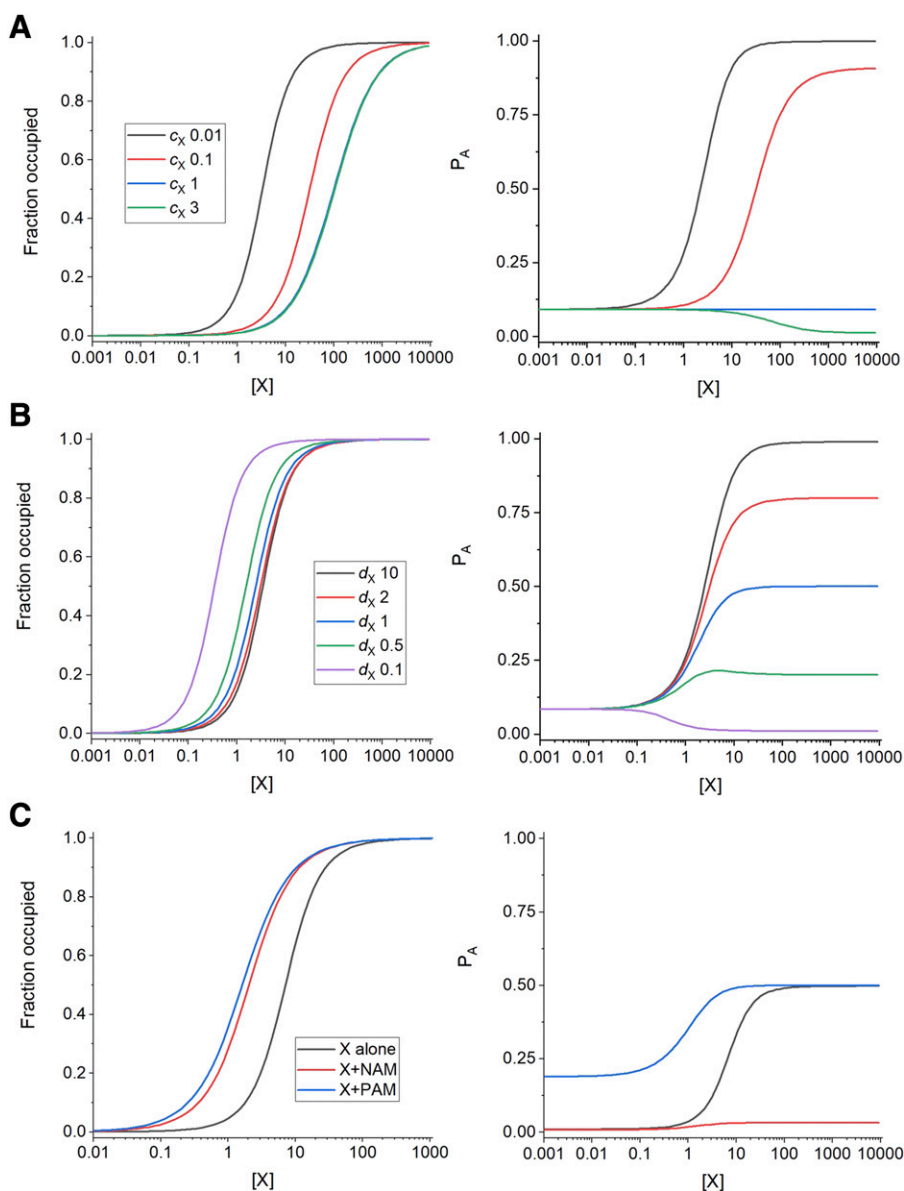 A
Fraction occupied
1.0
0.8
0.6
0.4
0.2
0.0
cX 0.01
cX 0.1
cX 1
cX 3
0.001 0.01 0.1 1 10 100 1000 10000
[X]
PA
1.00
0.75
0.50
0.25
0.00
0.001 0.01 0.1 1 10 100 1000 10000
[X]
B
Fraction occupied
1.0
0.8
0.6
0.4
0.2
0.0
dX 10
dX 2
dX 1
dX 0.5
dX 0.1
0.001 0.01 0.1 1 10 100 1000 10000
[X]
PA
1.00
0.75
0.50
0.25
0.00
0.001 0.01 0.1 1 10 100 1000 10000
[X]
C
Fraction occupied
1.0
0.8
0.6
0.4
0.2
0.0
X alone
X+NAM
X+PAM
0.01 0.1 1 10 100 1000
[X]
PA
1.00
0.75
0.50
0.25
0.00
0.001 0.01 0.1 1 10 100 1000 10000
[X]